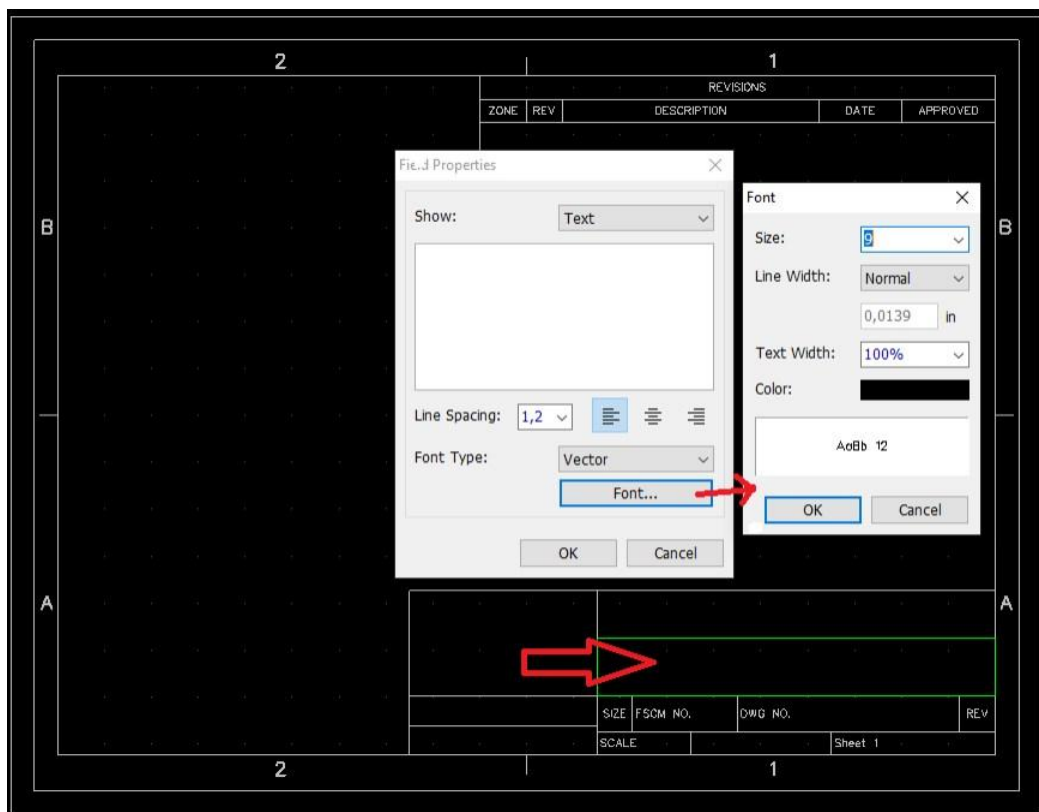 2 1
REVISIONS
ZONE REV DESCRIPTION DATE APPROVED
Field Properties
Show: Text
Line Spacing: 1,2
Font Type: Vector
Font...
OK Cancel
Font
Size: 9
Line Width: Normal
0,0139 in
Text Width: 100%
Color:
AaBb 12
OK Cancel
B B
A A
SIZE FSCM NO. DWG NO. REV
SCALE Sheet 1
2 1